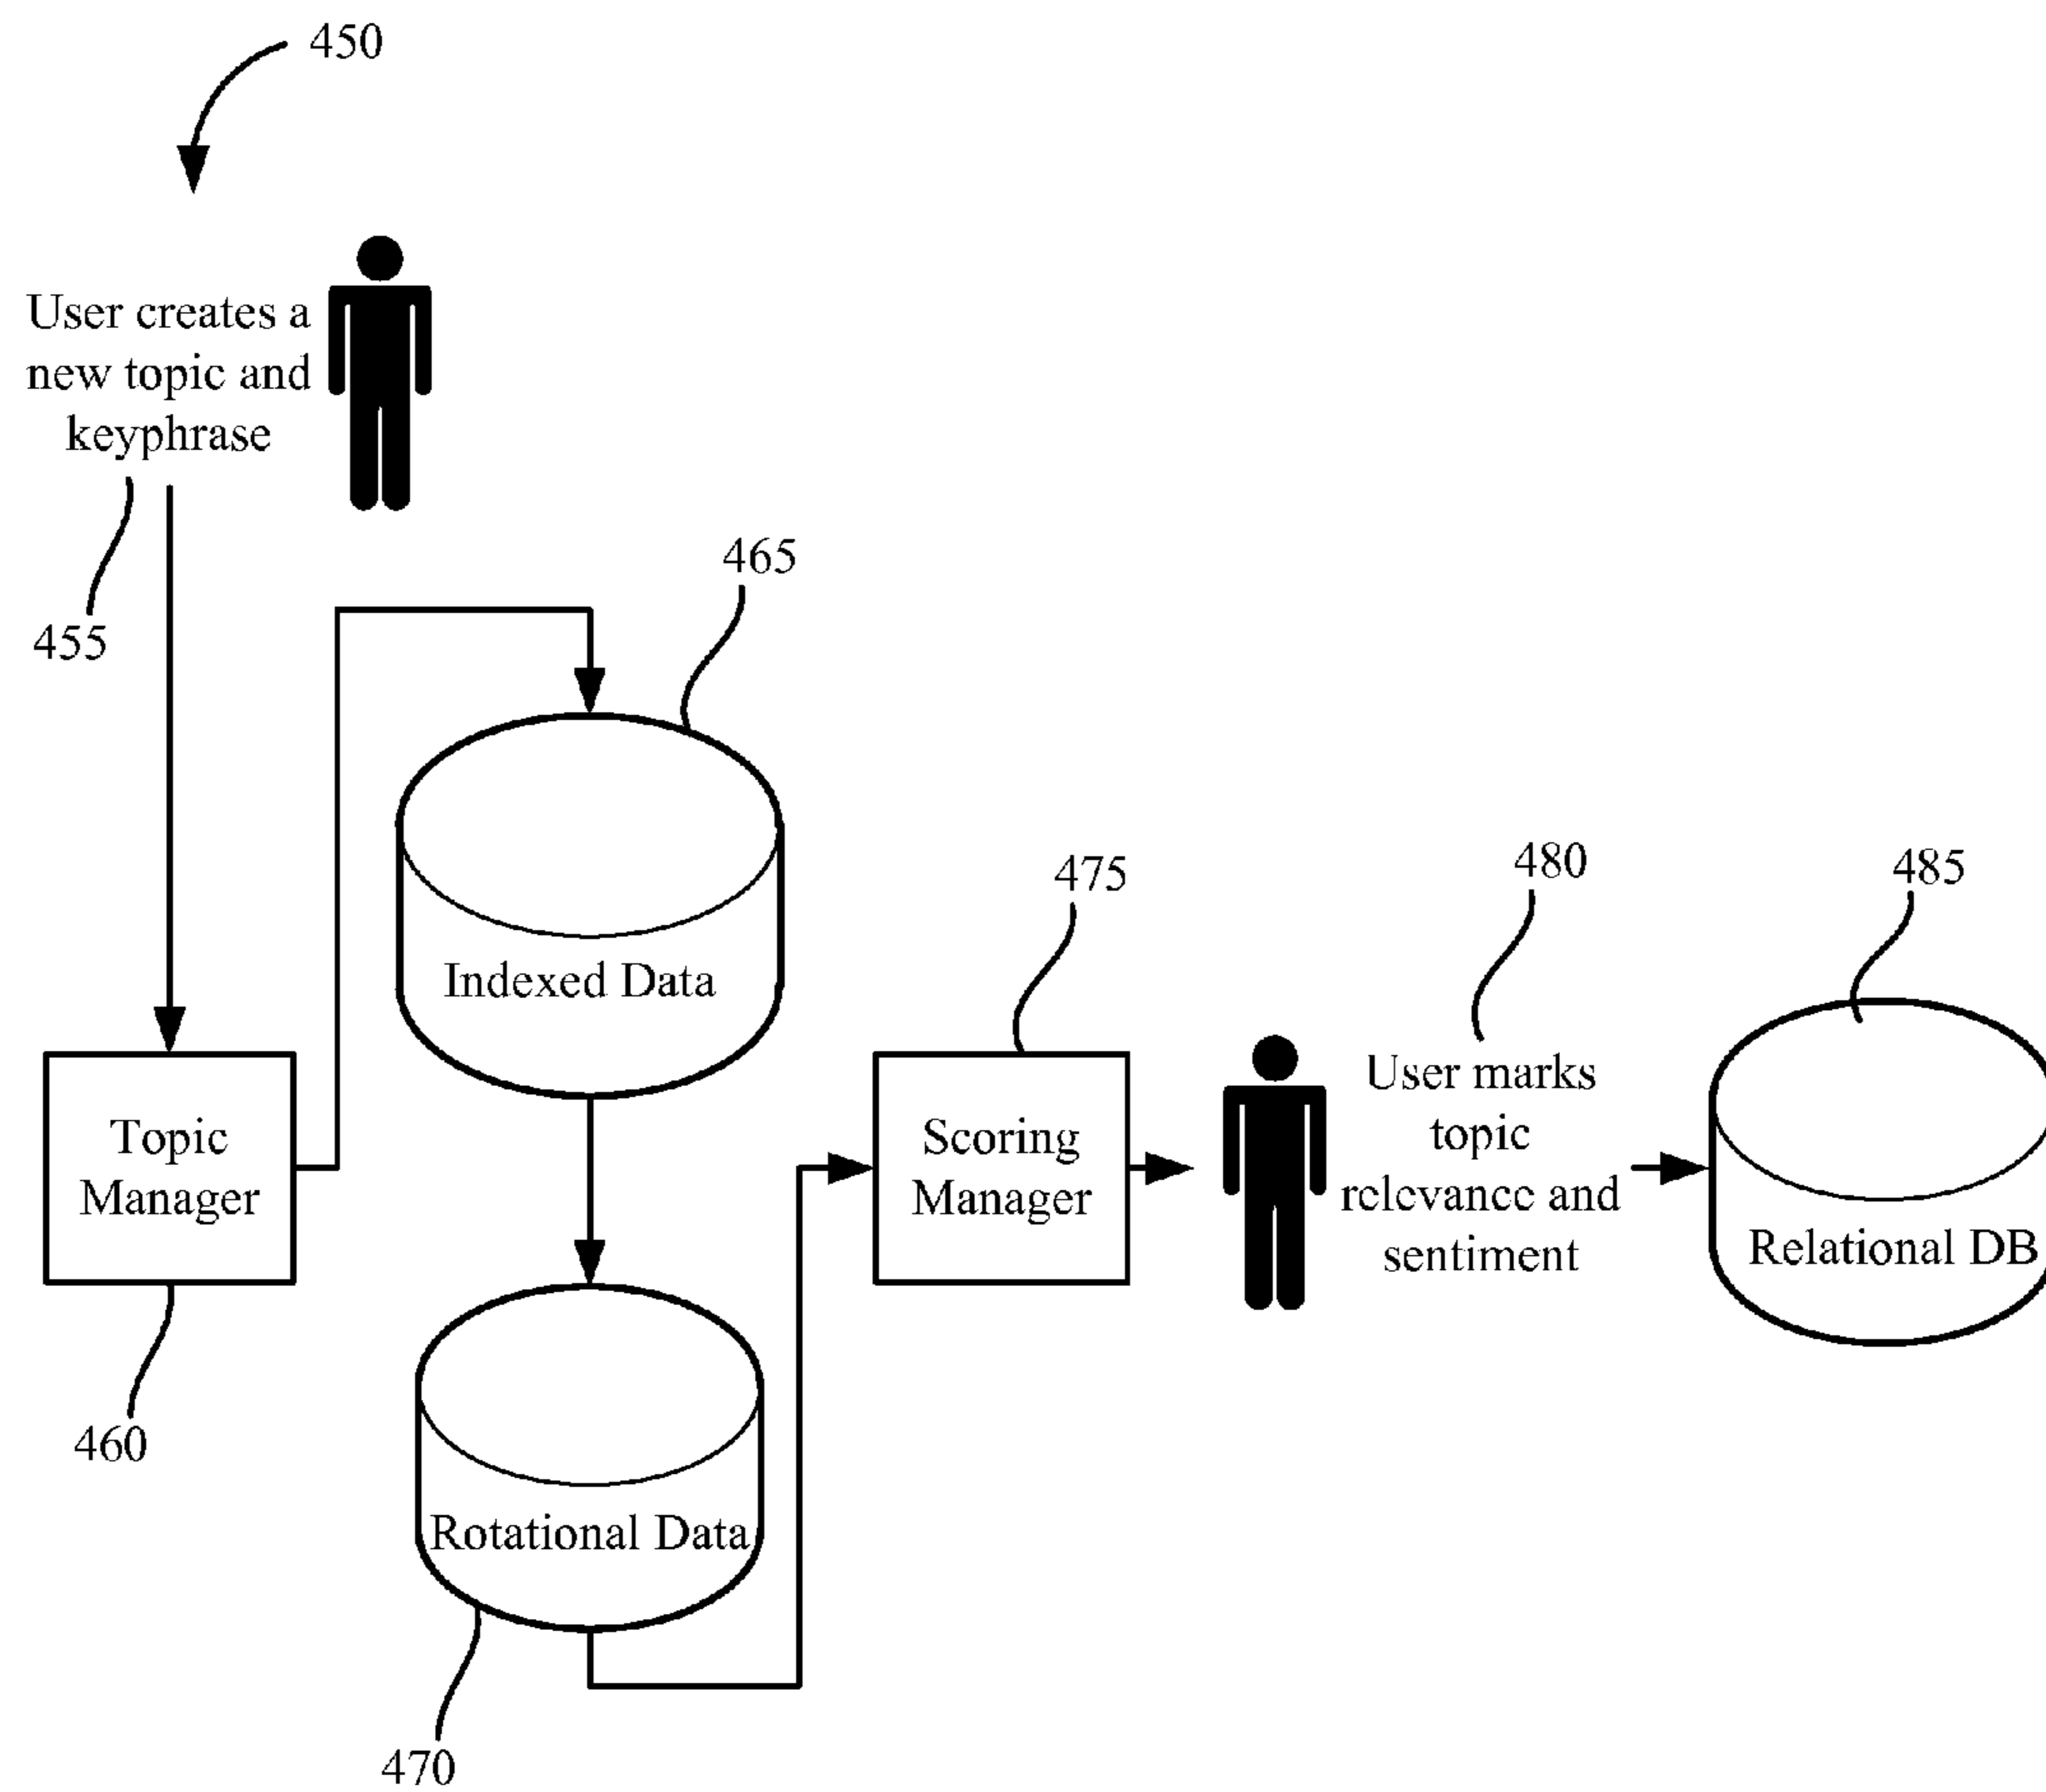 450
User creates a
new topic and
keyphrase
455
465
Indexed Data
Topic
Manager
460
Rotational Data
470
475
Scoring
Manager
480
User marks
topic
relevance and
sentiment
485
Relational DB